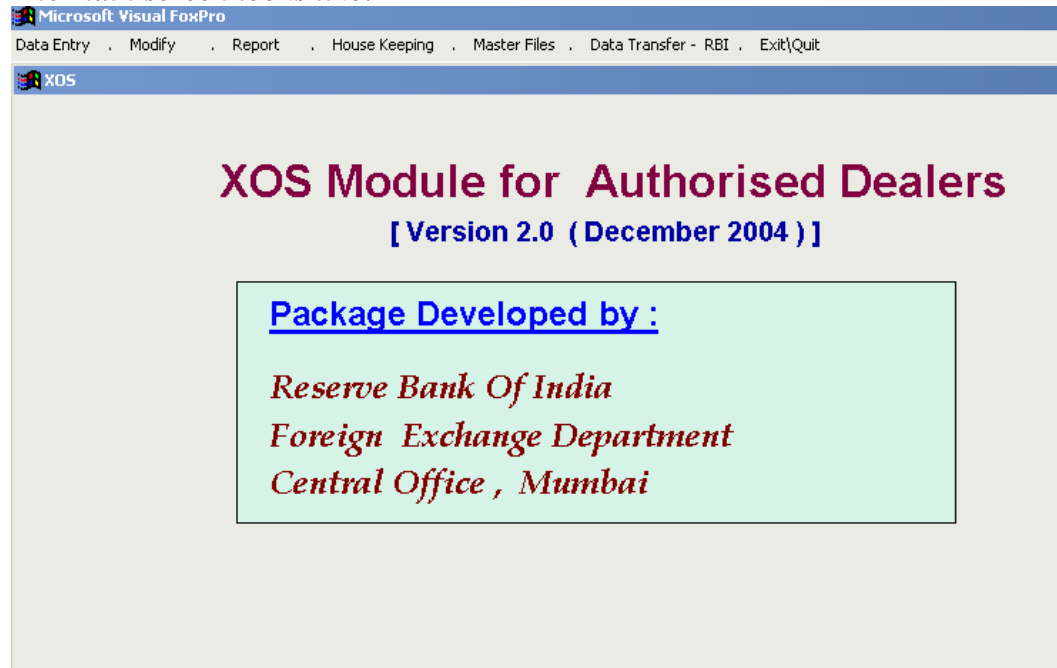 Microsoft Visual FoxPro
Data Entry . Modify . Report . House Keeping . Master Files . Data Transfer - RBI . Exit\Quit
XOS
XOS Module for Authorised Dealers
[ Version 2.0 ( December 2004 ) ]
Package Developed by :
Reserve Bank Of India
Foreign Exchange Department
Central Office , Mumbai